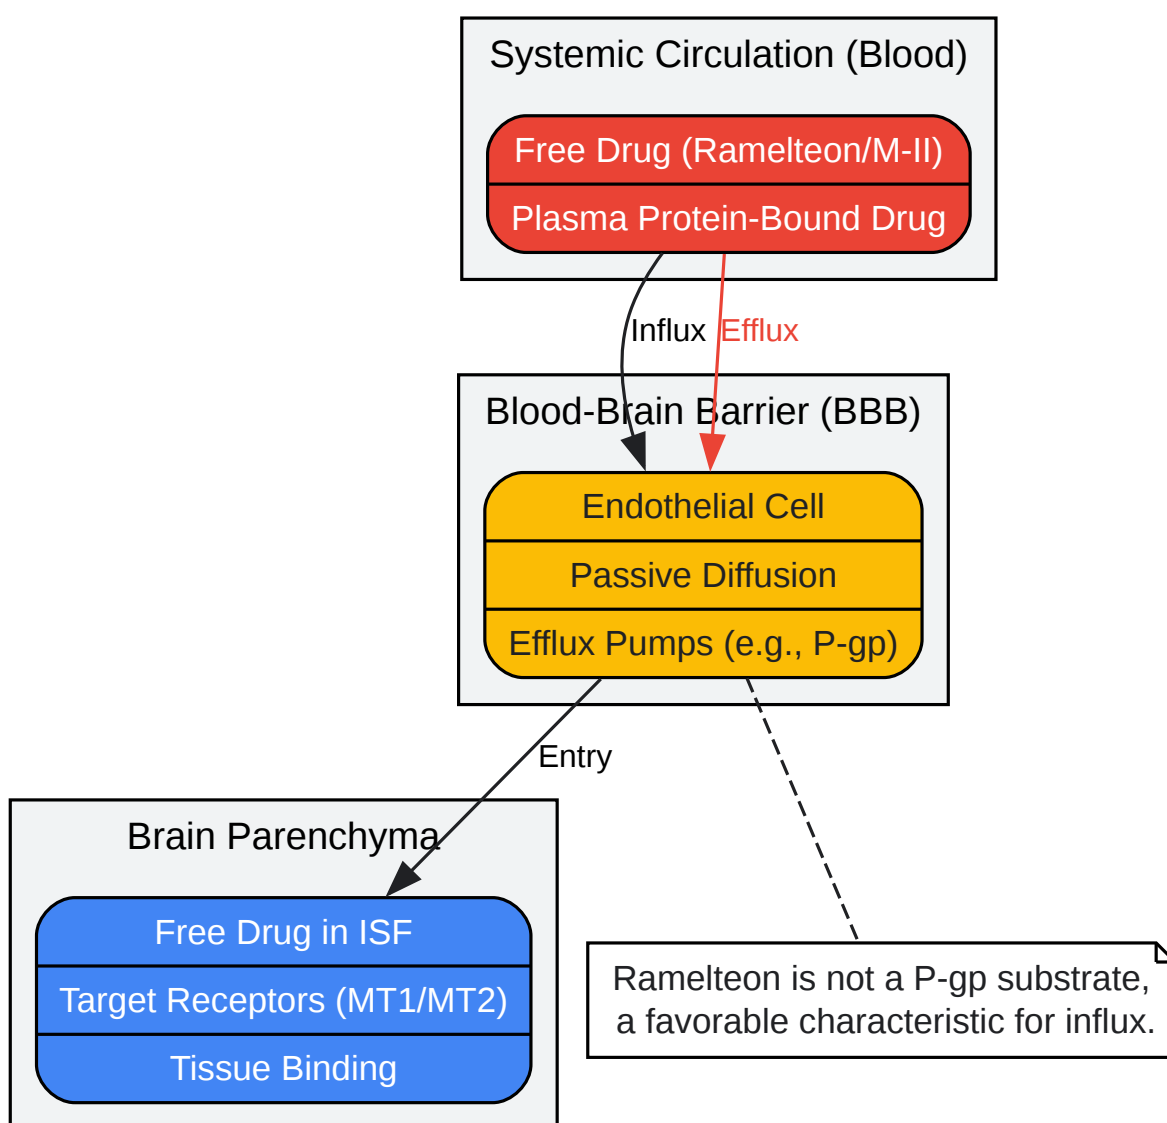 Systemic Circulation (Blood)
Free Drug (Ramelteon/M-II)
Plasma Protein-Bound Drug
Influx
Efflux
Blood-Brain Barrier (BBB)
Endothelial Cell
Passive Diffusion
Efflux Pumps (e.g., P-gp)
Entry
Brain Parenchyma
Free Drug in ISF
Target Receptors (MT1/MT2)
Tissue Binding
Ramelteon is not a P-gp substrate,
a favorable characteristic for influx.